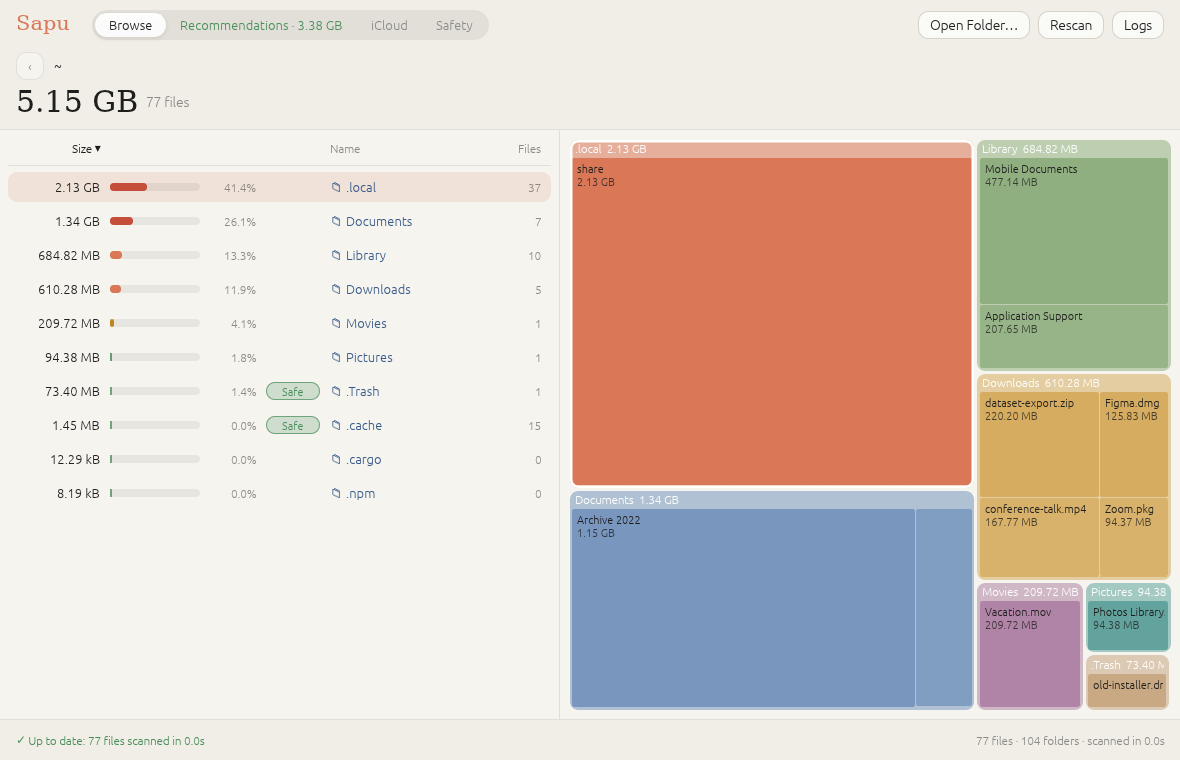 Sapu
Browse
Recommendations · 3.38 GB
iCloud
Safety
Open Folder…
Rescan
Logs
‹ ~
5.15 GB 77 files
Size ▾ Name Files
2.13 GB 41.4% .local 37
1.34 GB 26.1% Documents 7
684.82 MB 13.3% Library 10
610.28 MB 11.9% Downloads 5
209.72 MB 4.1% Movies 1
94.38 MB 1.8% Pictures 1
73.40 MB 1.4% Safe .Trash 1
1.45 MB 0.0% Safe .cache 15
12.29 kB 0.0% .cargo 0
8.19 kB 0.0% .npm 0
.local 2.13 GB
share
2.13 GB
Documents 1.34 GB
Archive 2022
1.15 GB
Library 684.82 MB
Mobile Documents
477.14 MB
Application Support
207.65 MB
Downloads 610.28 MB
dataset-export.zip
220.20 MB
Figma.dmg
125.83 MB
conference-talk.mp4
167.77 MB
Zoom.pkg
94.37 MB
Movies 209.72 MB
Vacation.mov
209.72 MB
Pictures 94.38
Photos Library
94.38 MB
.Trash 73.40 M
old-installer.dr
✓ Up to date: 77 files scanned in 0.0s
77 files · 104 folders · scanned in 0.0s